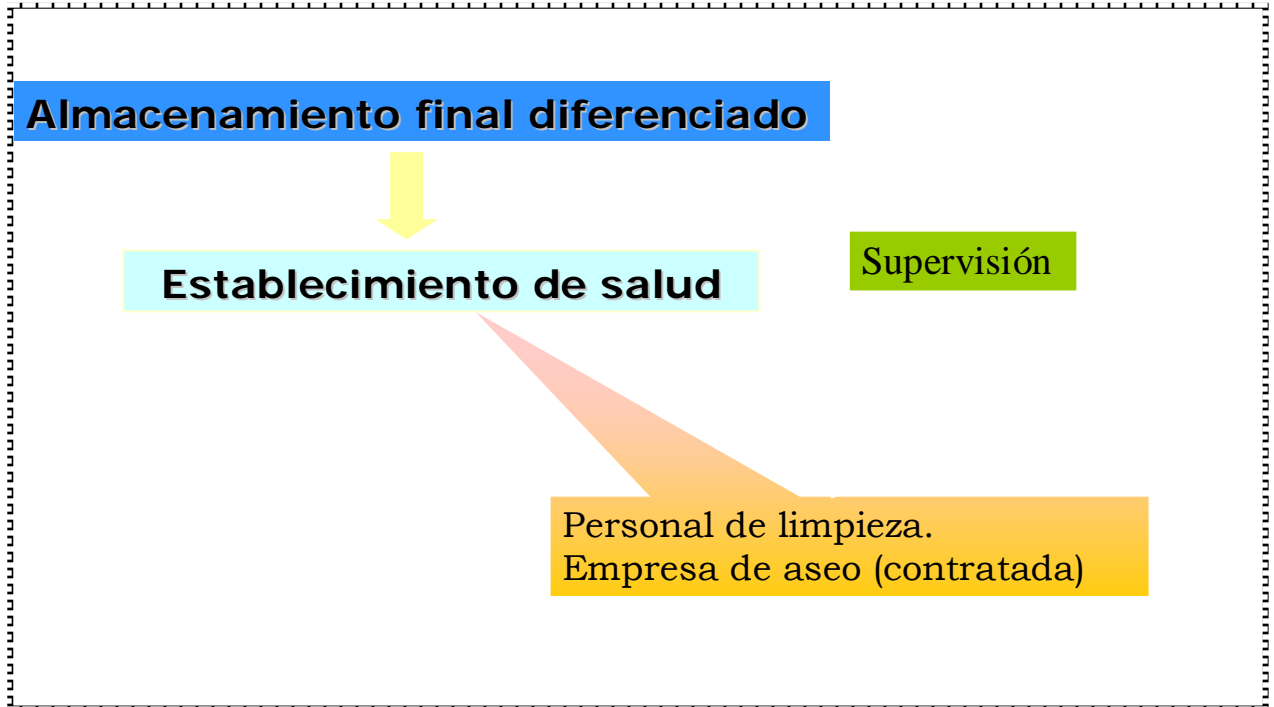 Almacenamiento final diferenciado
Establecimiento de salud
Supervisión
Personal de limpieza.
Empresa de aseo (contratada)